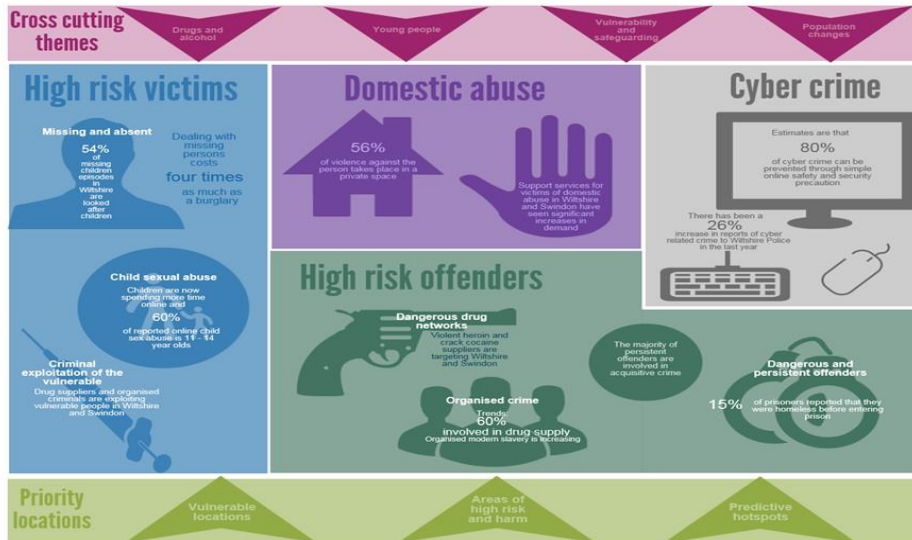 Cross cutting
themes
Drugs and
alcohol
Young people
Vulnerability
and
safeguarding
Population
changes
High risk victims
Missing and absent
54%
of
missing
children
episodes
in
Wiltshire
are
looked
after
children
Dealing with
missing
persons
costs
four times
as much as
a burglary
Child sexual abuse
Children are now
spending more time
online and
60%
of reported online child
sex abuse is 11 - 14
year olds
Criminal
exploitation of the
vulnerable
Drug suppliers and organised
criminals are exploiting
vulnerable people in Wiltshire
and Swindon
Domestic abuse
56%
of violence against the
person takes place in a
private space
Support services for
victims of domestic
abuse in Wiltshire
and Swindon have
seen significant
increases in
demand
Cyber crime
Estimates are that
80%
of cyber crime can be
prevented through simple
online safety and security
precaution
There has been a
26%
increase in reports of cyber
related crime to Wiltshire Police
in the last year
High risk offenders
Dangerous drug
networks
Violent heroin and
crack cocaine
suppliers are
targeting Wiltshire
and Swindon
Organised crime
Trends:
60%
involved in drug supply
Organised modern slavery is increasing
The majority of
persistent
offenders are
involved in
acquisitive crime
Dangerous and
persistent offenders
15% of prisoners reported that they
were homeless before entering
prison
Priority
locations
Vulnerable
locations
Areas of
high risk
and harm
Predictive
hotspots